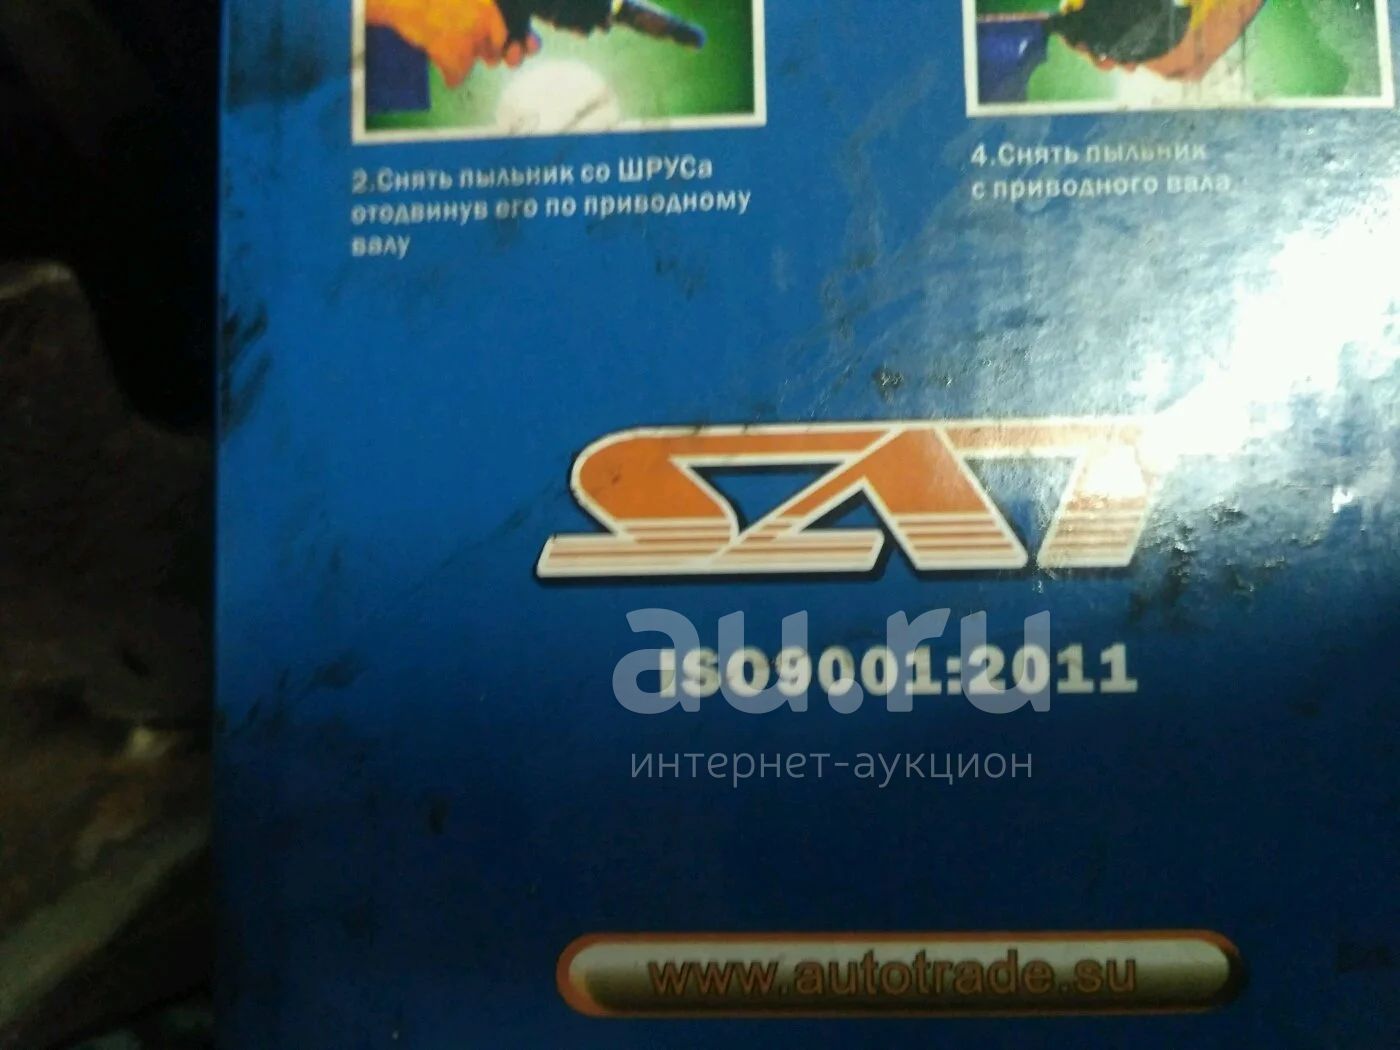 2.Снять пыльник со ШРУСа
отодвинув его по приводному
валу
4.Снять пыльник
с приводного вала
SAT
ISO9001:2011
au.ru
интернет-аукцион
www.autotrade.su